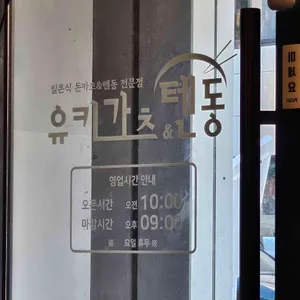 일본식 돈까스&텐동 전문점
유키가츠&텐동
영업시간 안내
오픈시간 오전 10:00
마감시간 오후 09:00
요일 휴무